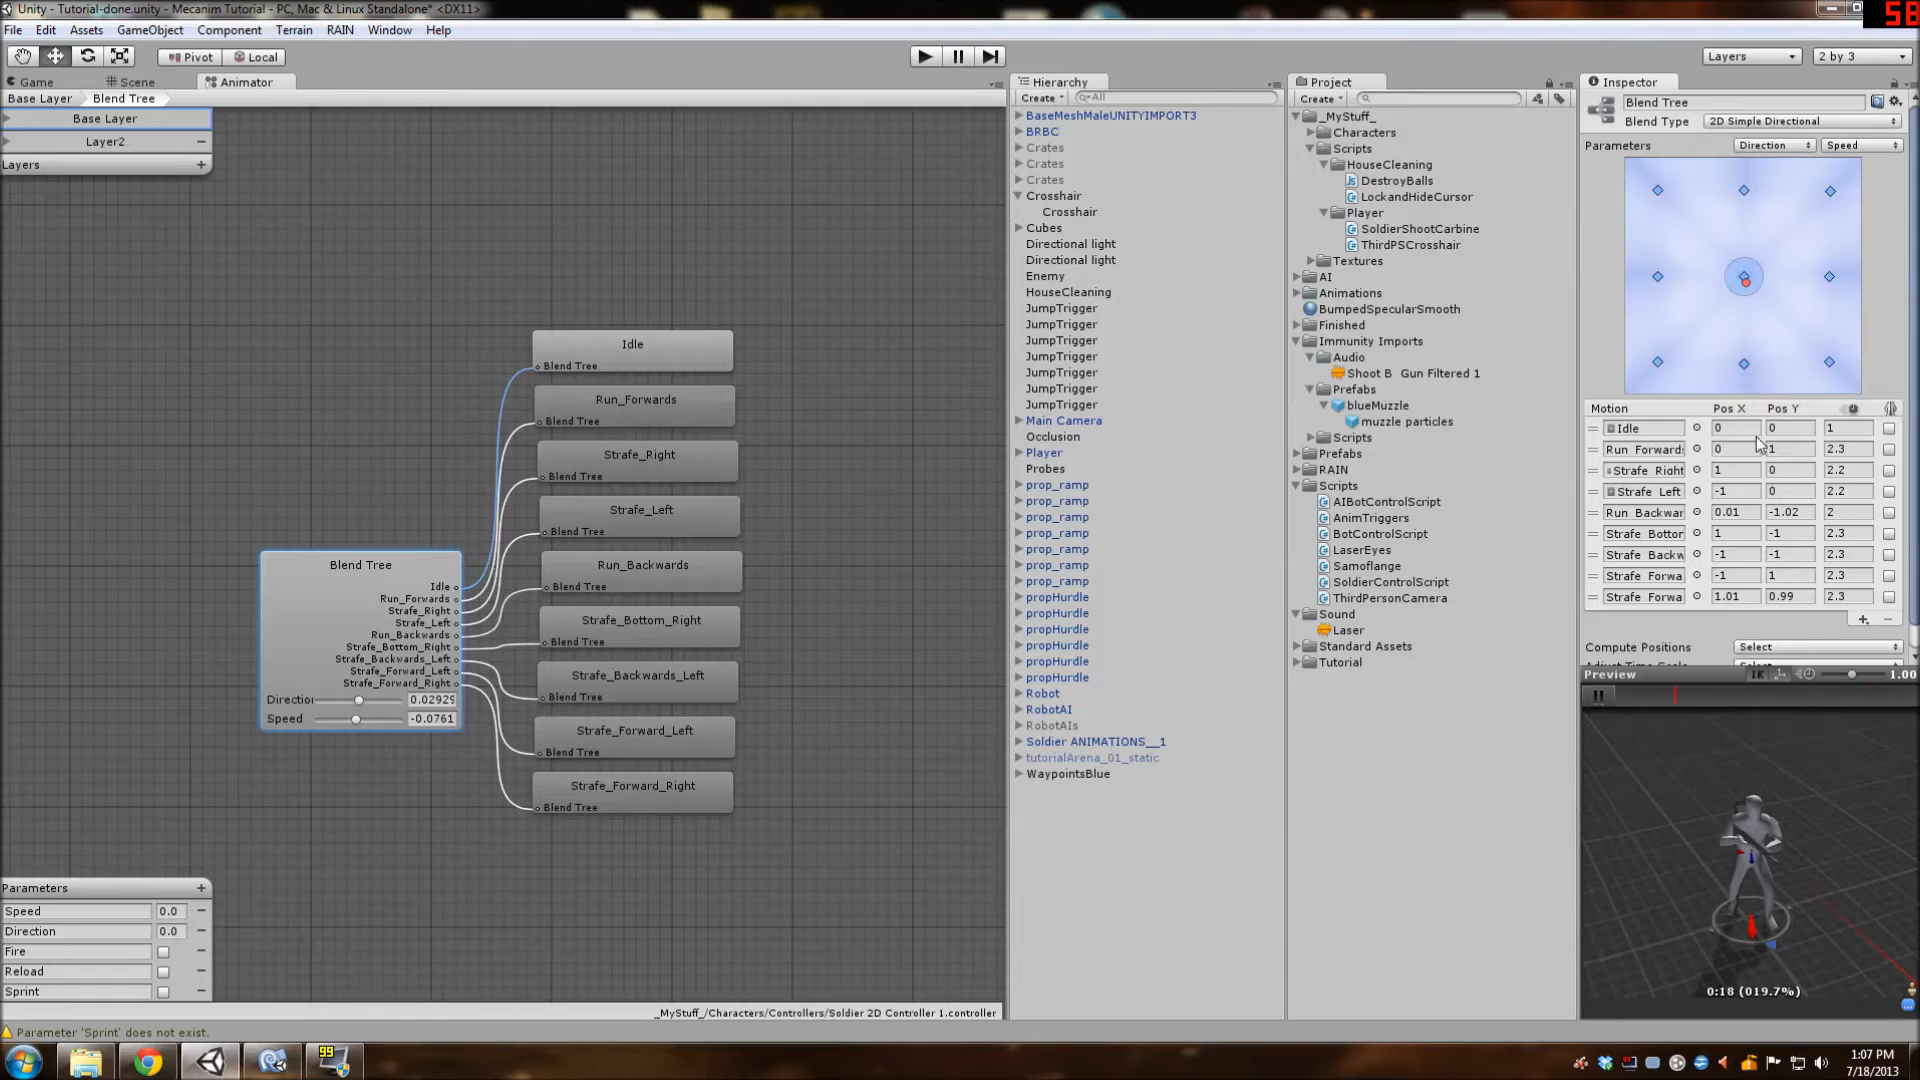 Unity - Tutorial-done.unity - Mecanim Tutorial - PC, Mac & Linux Standalone* <DX11>
58
File Edit Assets GameObject Component Terrain RAIN Window Help
Pivot Local Layers 2 by 3
Game Scene Animator
Base Layer Blend Tree
Base Layer
Layer2
Layers
Idle
Blend Tree
Run_Forwards
Blend Tree
Strafe_Right
Blend Tree
Strafe_Left
Blend Tree
Run_Backwards
Blend Tree
Strafe_Bottom_Right
Blend Tree
Strafe_Backwards_Left
Blend Tree
Strafe_Forward_Left
Blend Tree
Strafe_Forward_Right
Blend Tree
Blend Tree
Idle
Run_Forwards
Strafe_Right
Strafe_Left
Run_Backwards
Strafe_Bottom_Right
Strafe_Backwards_Left
Strafe_Forward_Left
Strafe_Forward_Right
Direction 0.02929
Speed -0.0761
Parameters
Speed 0.0
Direction 0.0
Fire
Reload
Sprint
_MyStuff_/Characters/Controllers/Soldier 2D Controller 1.controller
Parameter 'Sprint' does not exist.
Hierarchy
Create All
BaseMeshMaleUNITYIMPORT3
BRBC
Crates
Crates
Crates
Crosshair
Crosshair
Cubes
Directional light
Directional light
Enemy
HouseCleaning
JumpTrigger
JumpTrigger
JumpTrigger
JumpTrigger
JumpTrigger
JumpTrigger
JumpTrigger
Main Camera
Occlusion
Player
Probes
prop_ramp
prop_ramp
prop_ramp
prop_ramp
prop_ramp
prop_ramp
prop_ramp
propHurdle
propHurdle
propHurdle
propHurdle
propHurdle
propHurdle
Robot
RobotAI
RobotAIs
Soldier ANIMATIONS__1
tutorialArena_01_static
WaypointsBlue
Project
Create
_MyStuff_
Characters
Scripts
HouseCleaning
DestroyBalls
LockandHideCursor
Player
SoldierShootCarbine
ThirdPSCrosshair
Textures
AI
Animations
BumpedSpecularSmooth
Finished
Immunity Imports
Audio
Shoot B Gun Filtered 1
Prefabs
blueMuzzle
muzzle particles
Scripts
Prefabs
RAIN
Scripts
AIBotControlScript
AnimTriggers
BotControlScript
LaserEyes
Samoflange
SoldierControlScript
ThirdPersonCamera
Sound
Laser
Standard Assets
Tutorial
Inspector
Blend Tree
Blend Type 2D Simple Directional
Parameters Direction Speed
Motion Pos X Pos Y
Idle 0 0 1
Run Forwards 0 1 2.3
Strafe Right 1 0 2.2
Strafe Left -1 0 2.2
Run Backwar 0.01 -1.02 2
Strafe Bottor 1 -1 2.3
Strafe Backw -1 -1 2.3
Strafe Forwa -1 1 2.3
Strafe Forwa 1.01 0.99 2.3
Compute Positions Select
Adjust Time Scale Select
Preview IK 1.00
0:18 (019.7%)
99
1:07 PM
7/18/2013